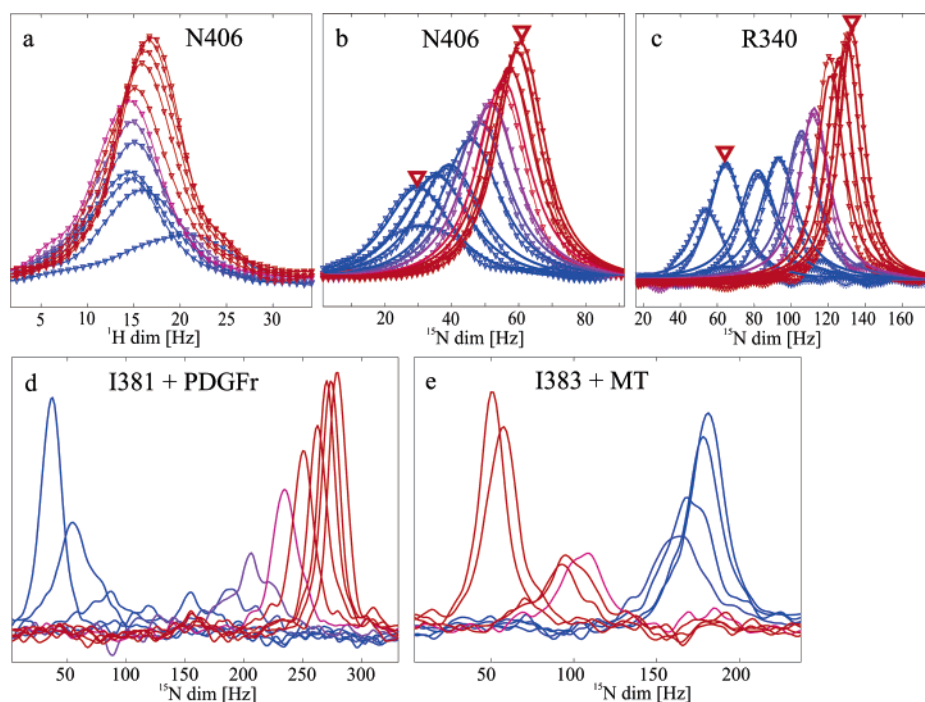 a N406
b N406
c R340
5 10 15 20 25 30
20 40 60 80
20 40 60 80 100 120 140 160
¹H dim [Hz]
¹⁵N dim [Hz]
¹⁵N dim [Hz]
d I381 + PDGFr
e I383 + MT
50 100 150 200 250 300
50 100 150 200
¹⁵N dim [Hz]
¹⁵N dim [Hz]